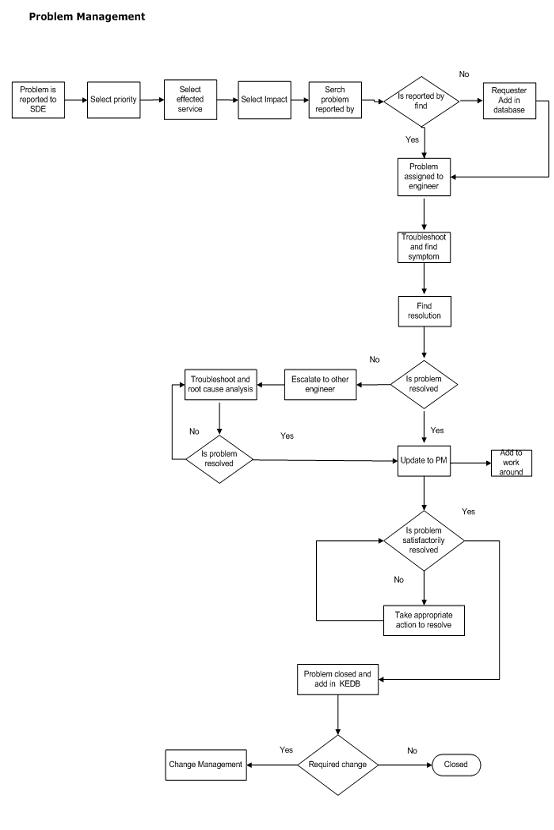 Problem Management
Problem is
reported to
SDE
Select priority
Select
effected
service
Select Impact
Serch
problem
reported by
Is reported by
find
No
Requester
Add in
database
Yes
Problem
assigned to
engineer
Troubleshoot
and find
symptom
Find
resolution
Is problem
resolved
No
Escalate to other
engineer
Troubleshoot and
root cause analysis
No
Is problem
resolved
Yes
Yes
Update to PM
Add to
work
around
Is problem
satisfactorily
resolved
Yes
No
Take appropriate
action to resolve
Problem closed and
add in KEDB
Required change
Yes
Change Management
No
Closed